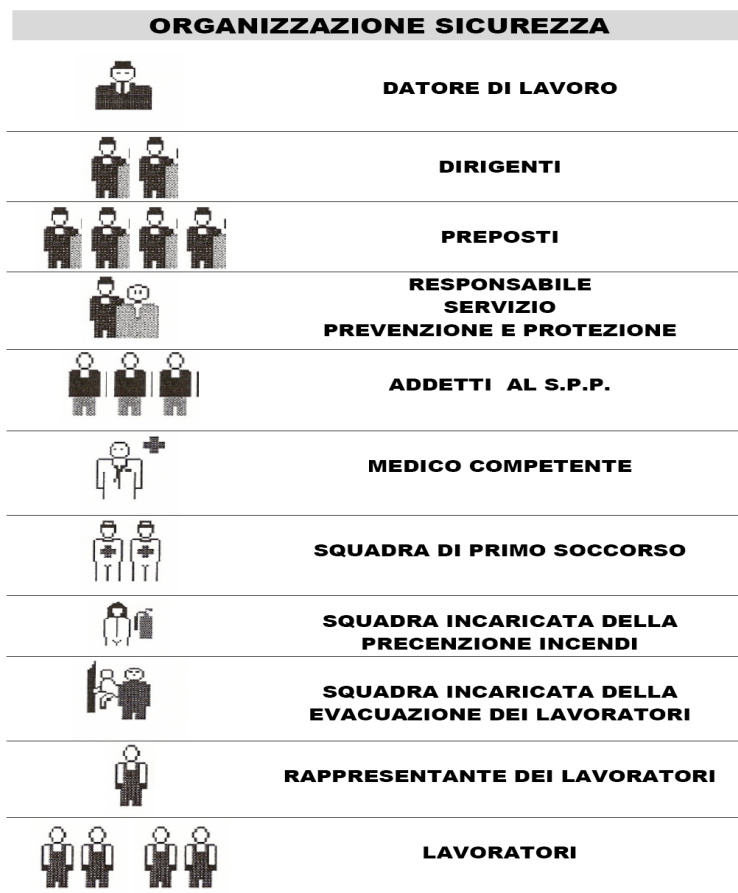 ORGANIZZAZIONE SICUREZZA
DATORE DI LAVORO
DIRIGENTI
PREPOSTI
RESPONSABILE
SERVIZIO
PREVENZIONE E PROTEZIONE
ADDETTI AL S.P.P.
MEDICO COMPETENTE
SQUADRA DI PRIMO SOCCORSO
SQUADRA INCARICATA DELLA
PRECENZIONE INCENDI
SQUADRA INCARICATA DELLA
EVACUAZIONE DEI LAVORATORI
RAPPRESENTANTE DEI LAVORATORI
LAVORATORI